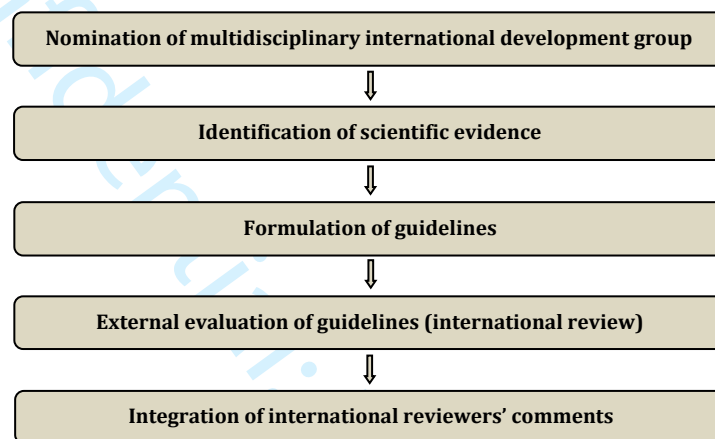 Nomination of multidisciplinary international development group
Identification of scientific evidence
Formulation of guidelines
External evaluation of guidelines (international review)
Integration of international reviewers’ comments